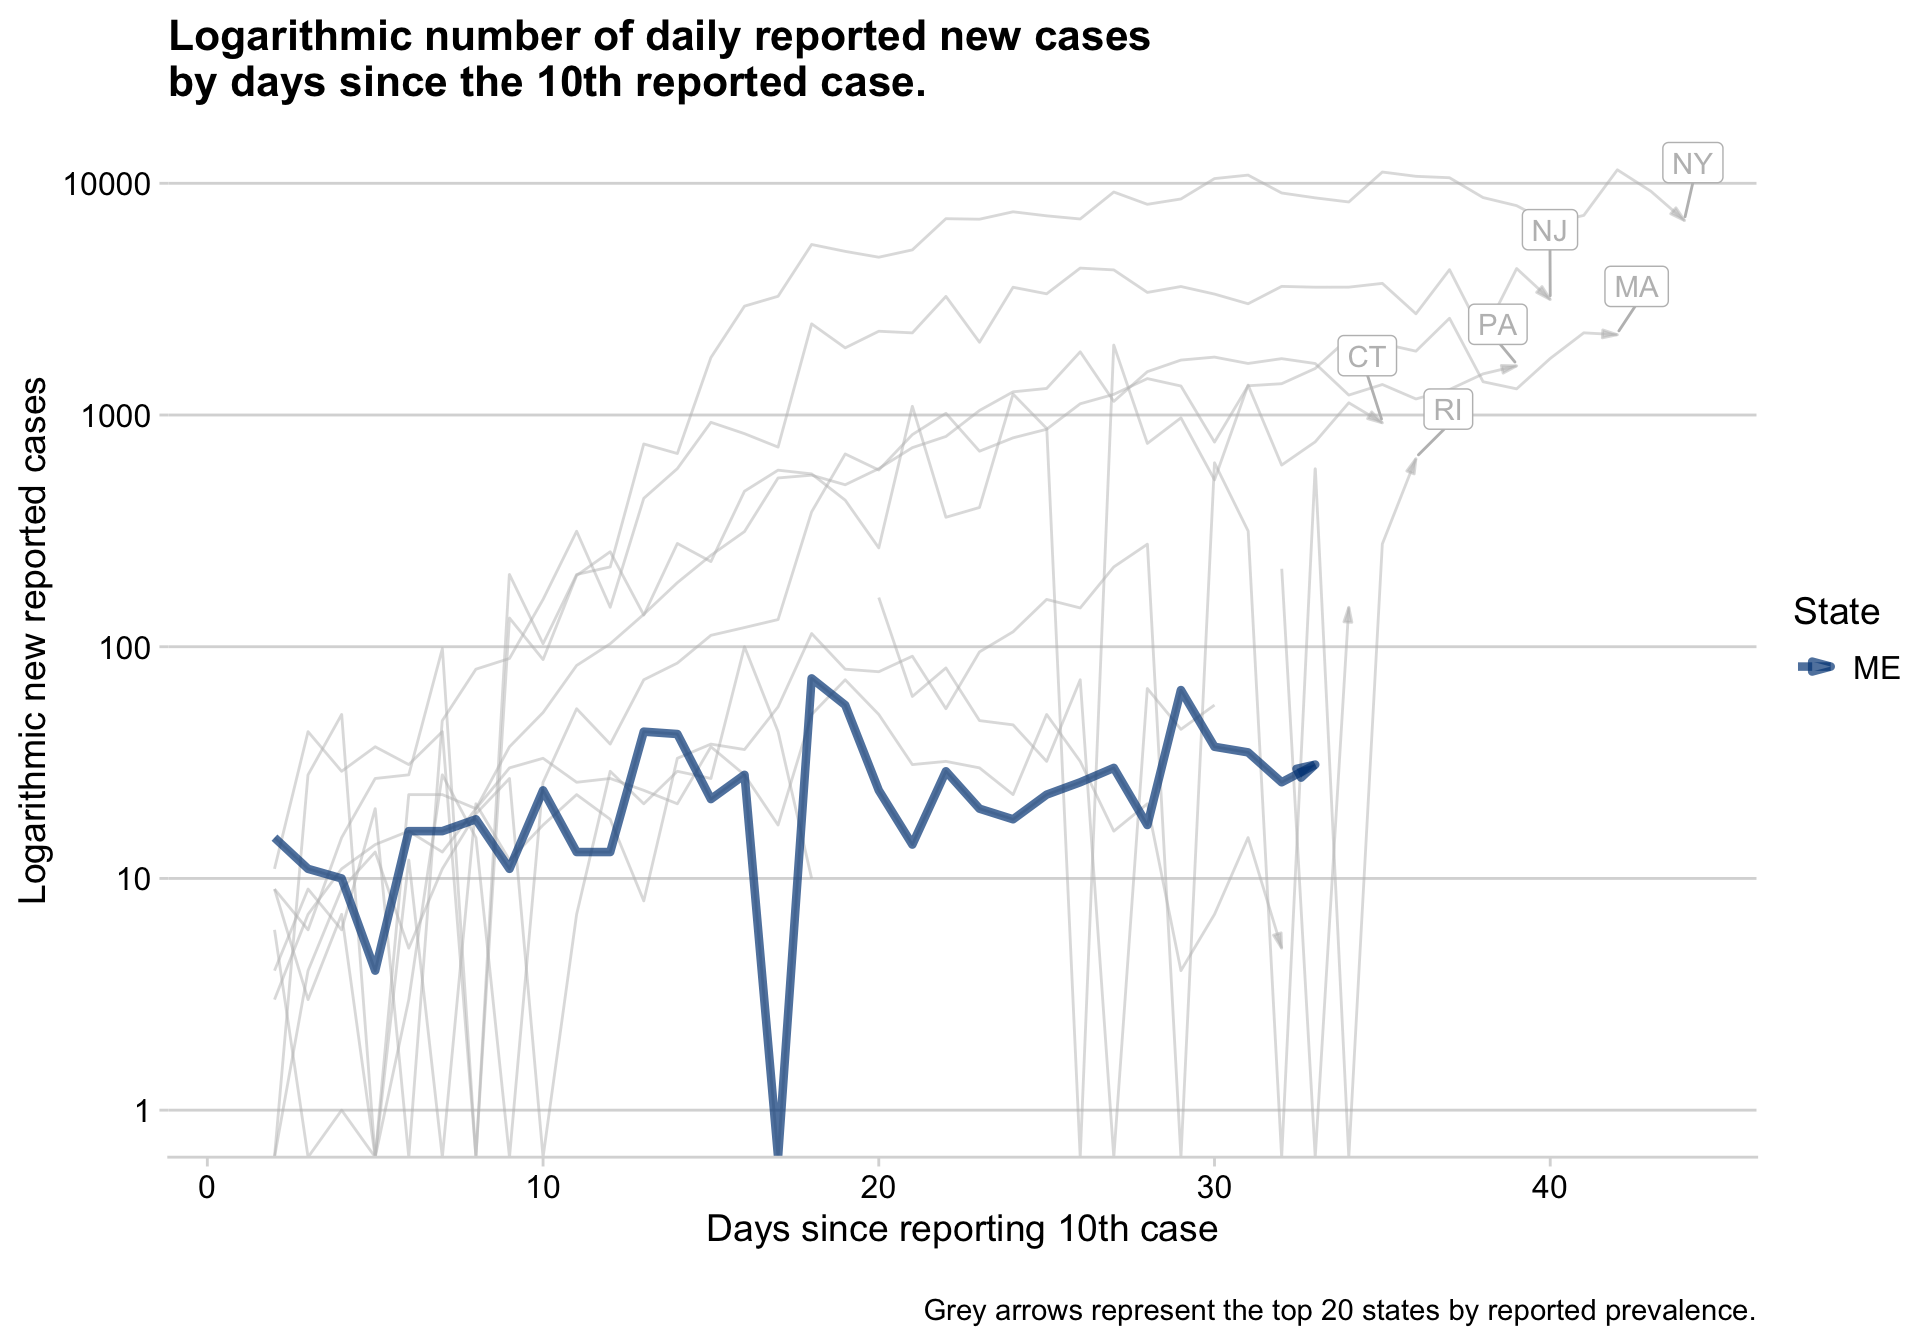 Logarithmic number of daily reported new cases
by days since the 10th reported case.
Logarithmic new reported cases
10000
1000
100
10
1
NY
NJ
MA
PA
CT
RI
State
ME
0 10 20 30 40
Days since reporting 10th case
Grey arrows represent the top 20 states by reported prevalence.